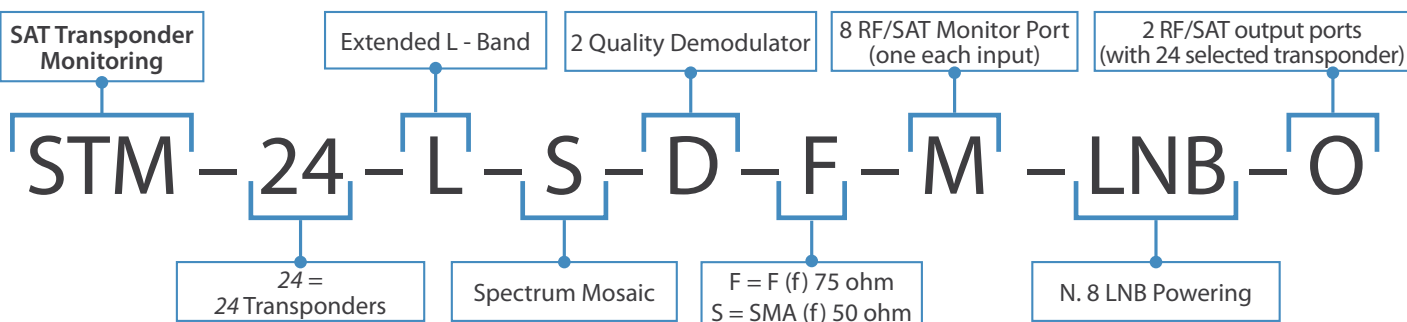 SAT Transponder
Monitoring
Extended L - Band
2 Quality Demodulator
8 RF/SAT Monitor Port
(one each input)
2 RF/SAT output ports
(with 24 selected transponder)
STM – 24 – L – S – D – F – M – LNB – O
24 =
24 Transponders
Spectrum Mosaic
F = F (f) 75 ohm
S = SMA (f) 50 ohm
N. 8 LNB Powering